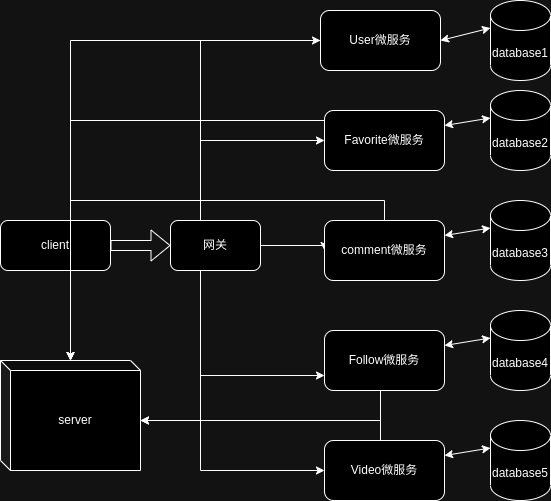 User微服务
database1
Favorite微服务
database2
client
网关
comment微服务
database3
Follow微服务
database4
server
Video微服务
database5